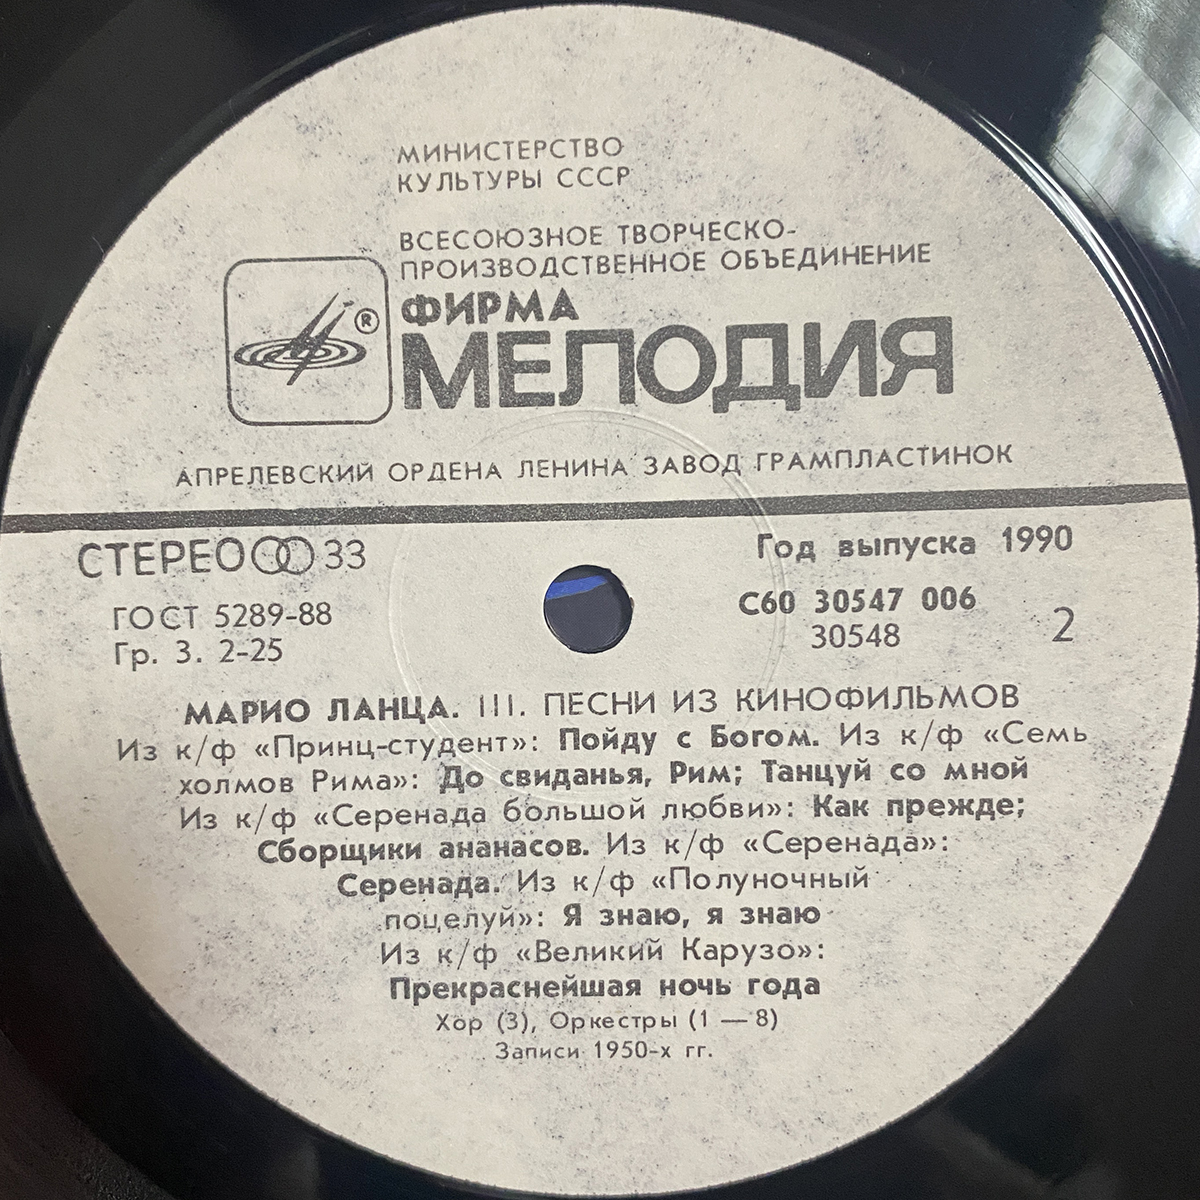 МИНИСТЕРСТВО
КУЛЬТУРЫ СССР
ВСЕСОЮЗНОЕ ТВОРЧЕСКО-
ПРОИЗВОДСТВЕННОЕ ОБЪЕДИНЕНИЕ
ФИРМА
®
МЕЛОДИЯ
АПРЕЛЕВСКИЙ ОРДЕНА ЛЕНИНА ЗАВОД ГРАМПЛАСТИНОК
СТЕРЕО 33
ГОСТ 5289-88
Гр. 3. 2-25
Год выпуска 1990
С60 30547 006
30548
2
МАРИО ЛАНЦА. III. ПЕСНИ ИЗ КИНОФИЛЬМОВ
Из к/ф «Принц-студент»: Пойду с Богом. Из к/ф «Семь
холмов Рима»: До свиданья, Рим; Танцуй со мной
Из к/ф «Серенада большой любви»: Как прежде;
Сборщики ананасов. Из к/ф «Серенада»:
Серенада. Из к/ф «Полуночный
поцелуй»: Я знаю, я знаю
Из к/ф «Великий Карузо»:
Прекраснейшая ночь года
Хор (3), Оркестры (1 — 8)
Записи 1950-х гг.